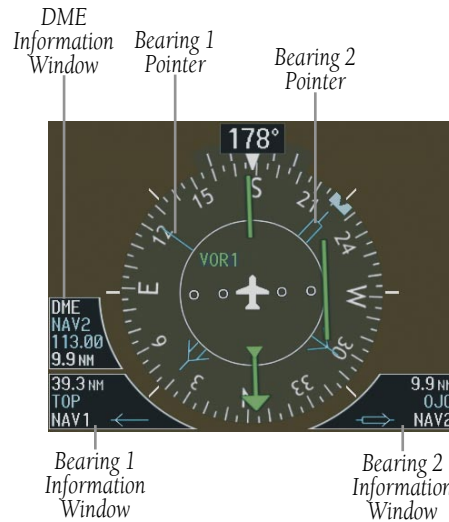 DME
Information
Window
Bearing 1
Pointer
Bearing 2
Pointer
178°
S
21
24
W
30
33
N
3
6
E
12
15
VOR1
DME
NAV2
113.00
9.9 NM
39.3 NM
TOP
NAV1
9.9 NM
OJC
NAV2
Bearing 1
Information
Window
Bearing 2
Information
Window